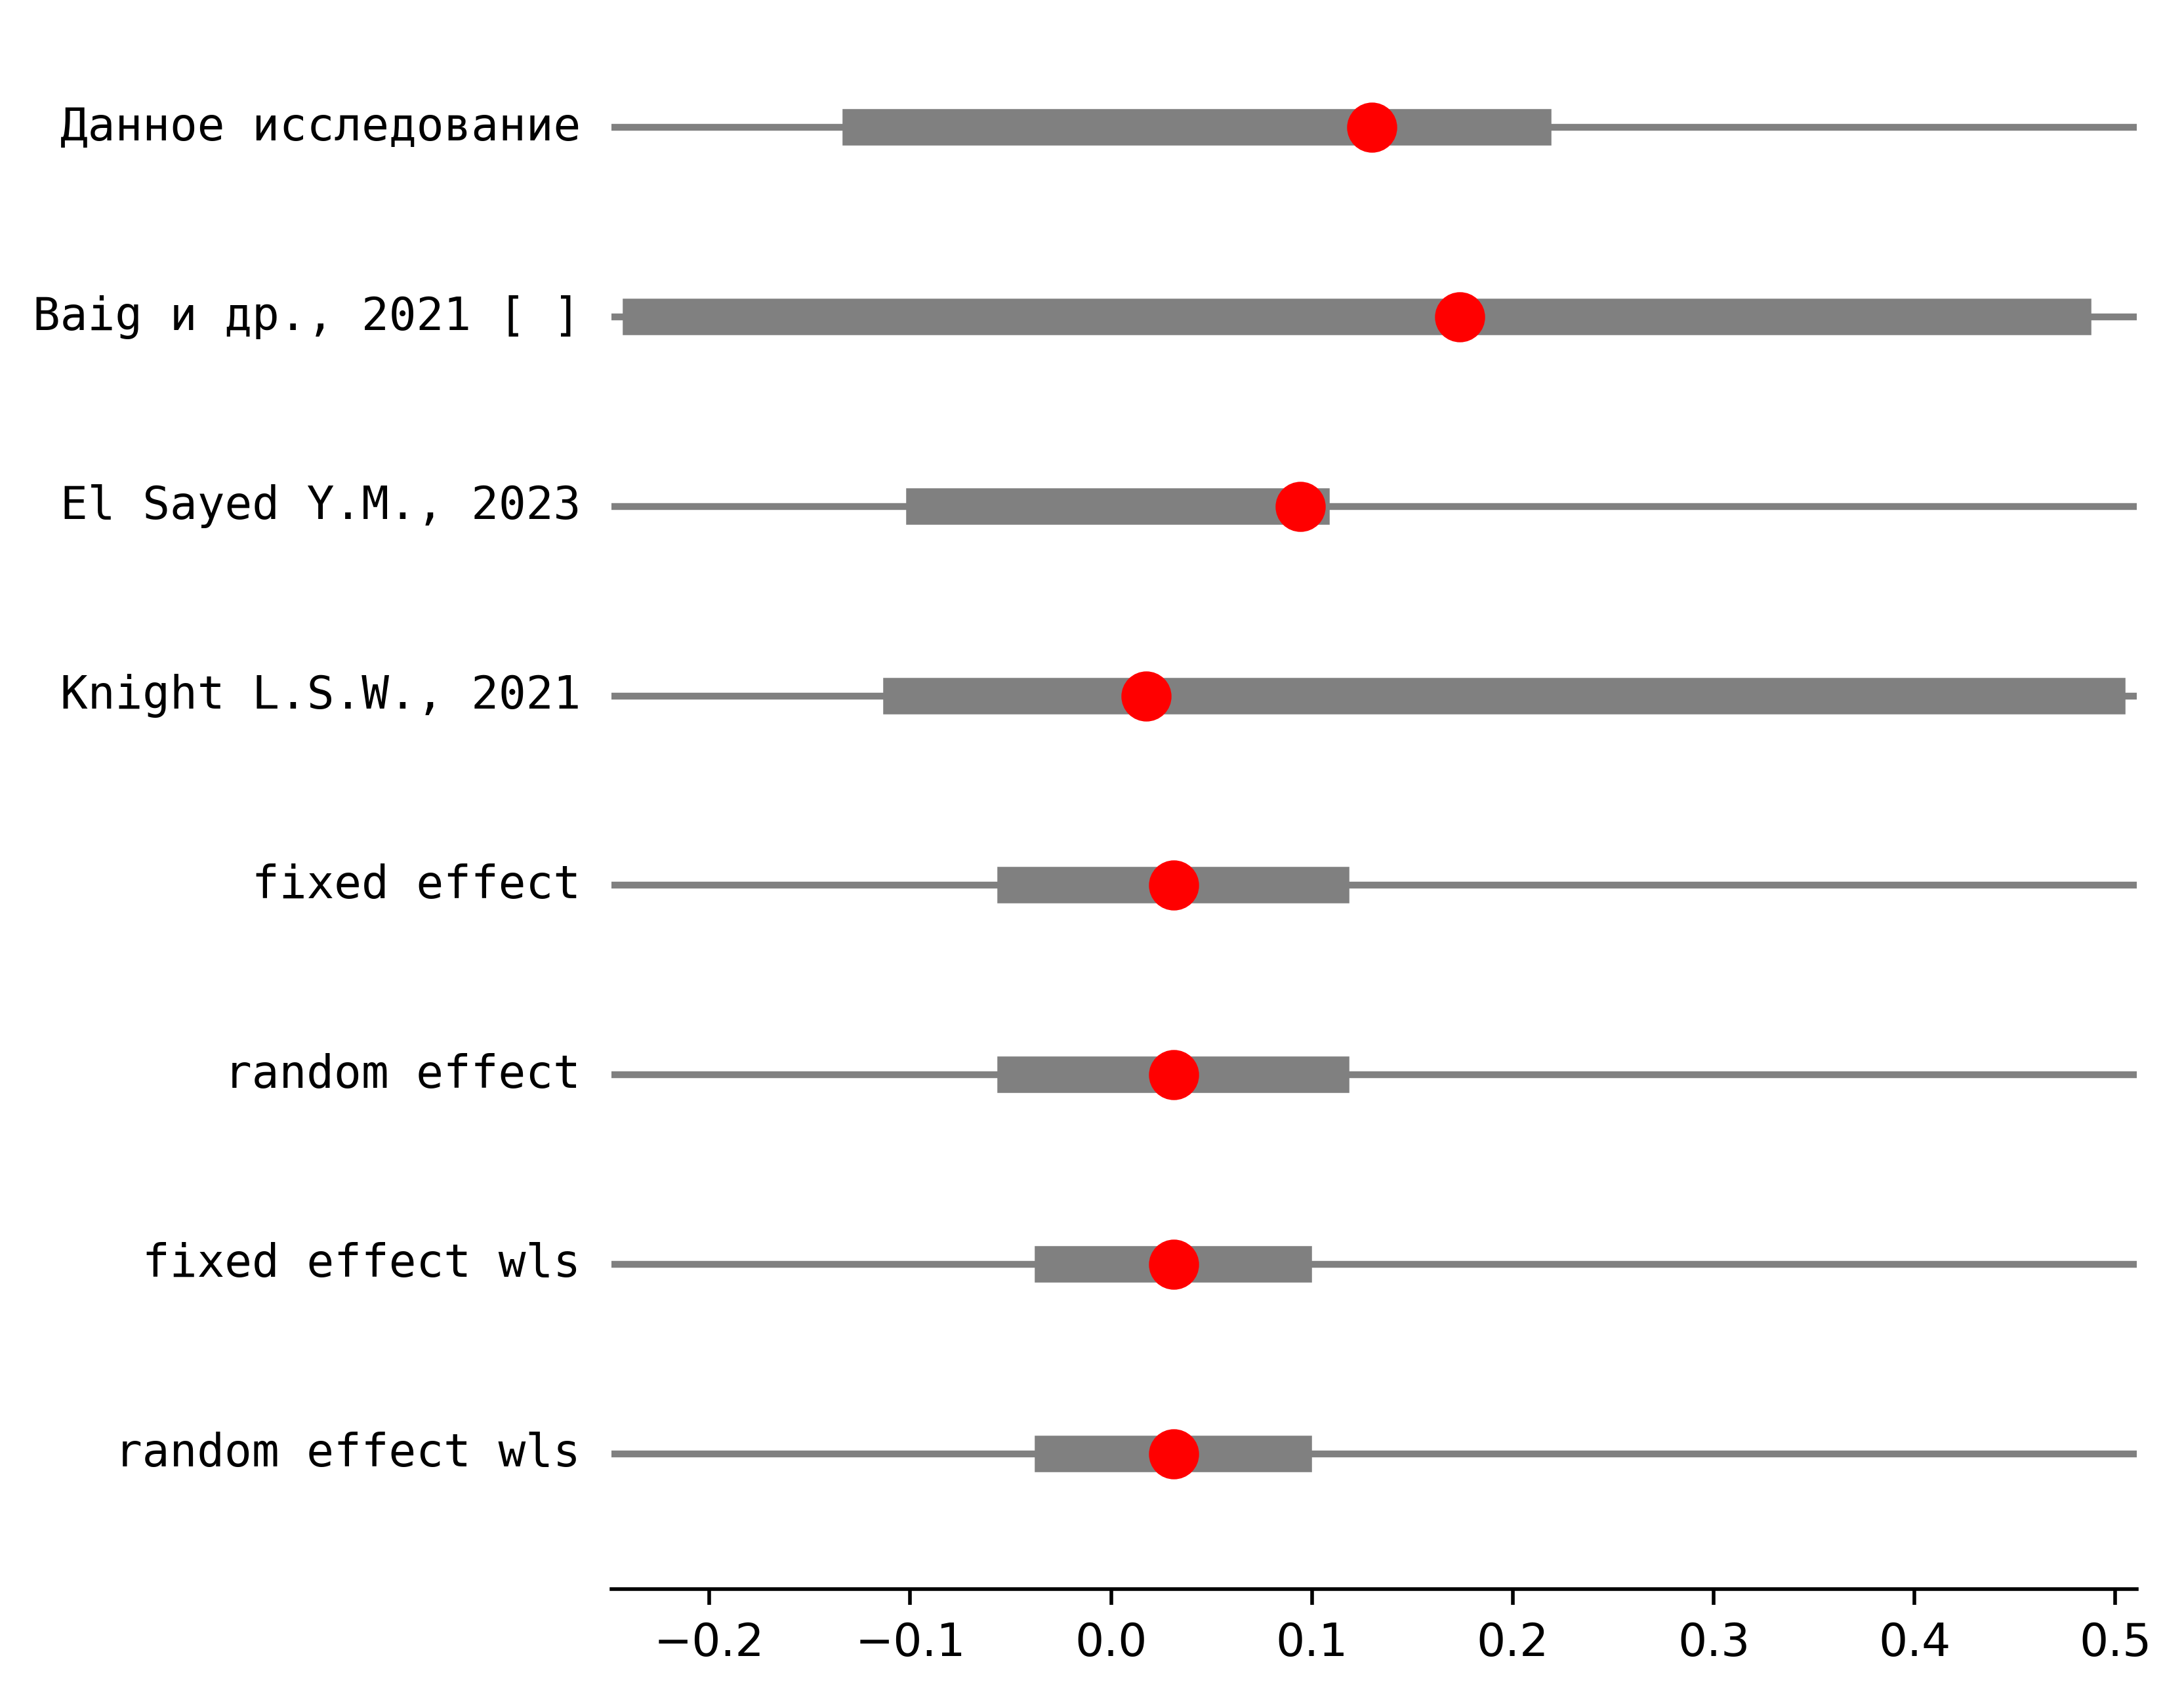 Данное исследование
Baig и др., 2021 [ ]
El Sayed Y.M., 2023
Knight L.S.W., 2021
fixed effect
random effect
fixed effect wls
random effect wls
−0.2 −0.1 0.0 0.1 0.2 0.3 0.4 0.5